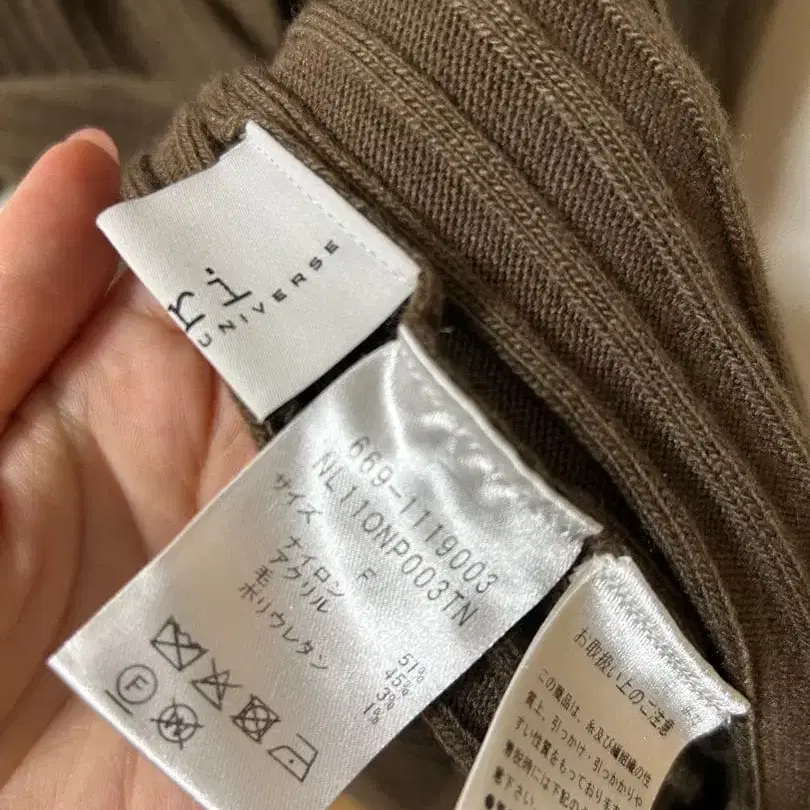 UNIVERSE
669-1119003
NL110NP003TN
サイズ F
ナイロン 51%
アクリル 45%
毛 3%
ポリウレタン 1%
F
お取扱い上のご注意
この商品は、糸及び編組織の性
質上、引っかけ・引っかかりや
すい性質をもっております
着脱時には下記の
意下さい